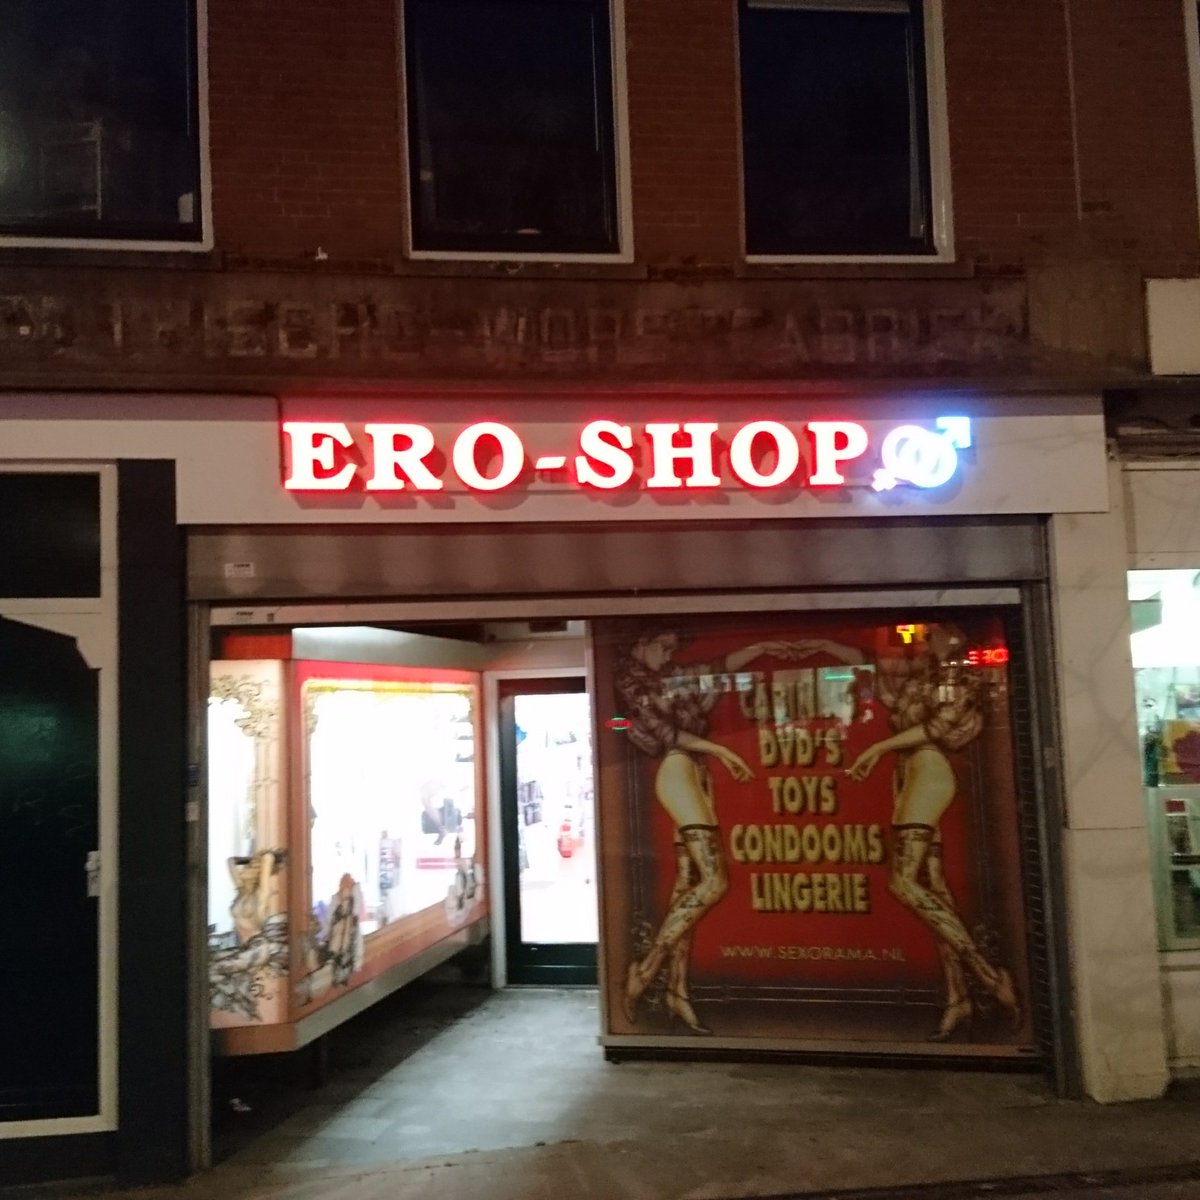 ERO-SHOP
DVD'S
TOYS
CONDOOMS
LINGERIE
WWW.SEXORAMA.NL